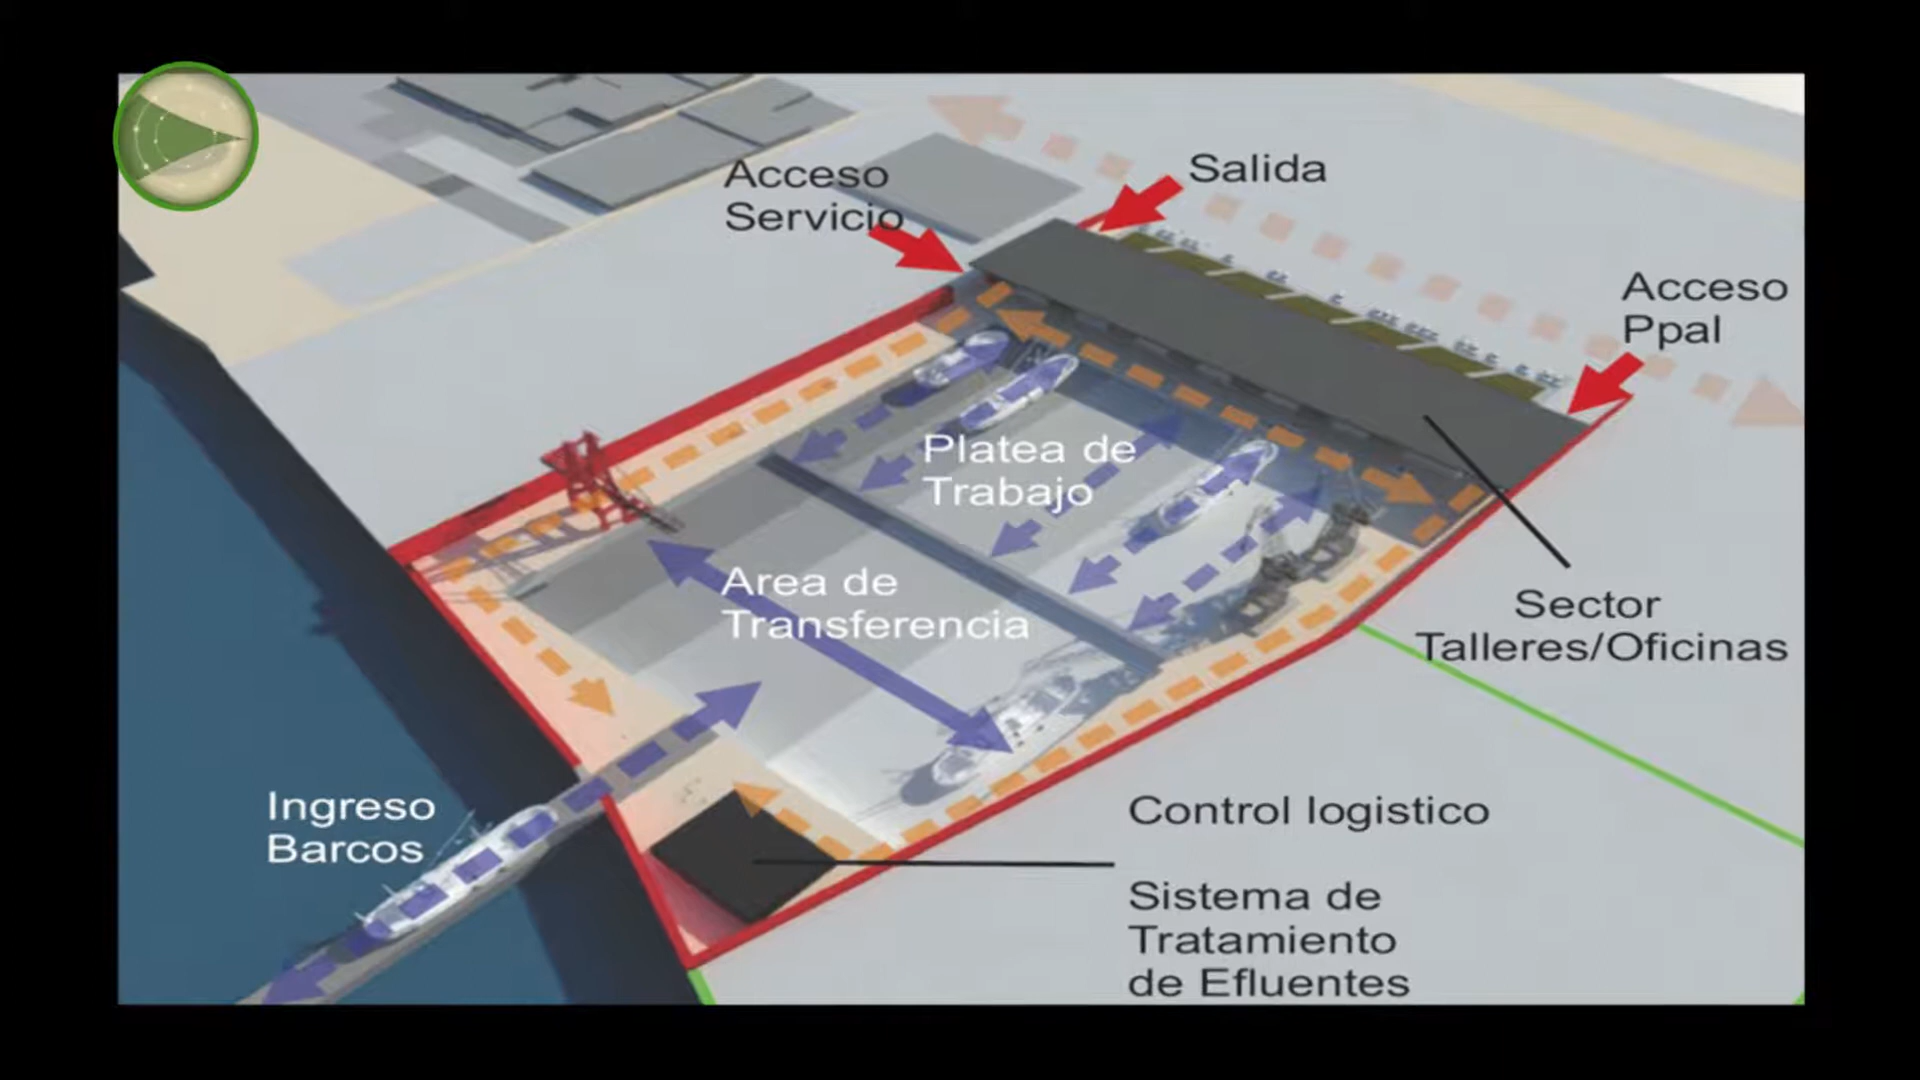 Acceso
Servicio
Salida
Acceso
Ppal
Platea de
Trabajo
Area de
Transferencia
Sector
Talleres/Oficinas
Ingreso
Barcos
Control logistico
Sistema de
Tratamiento
de Efluentes